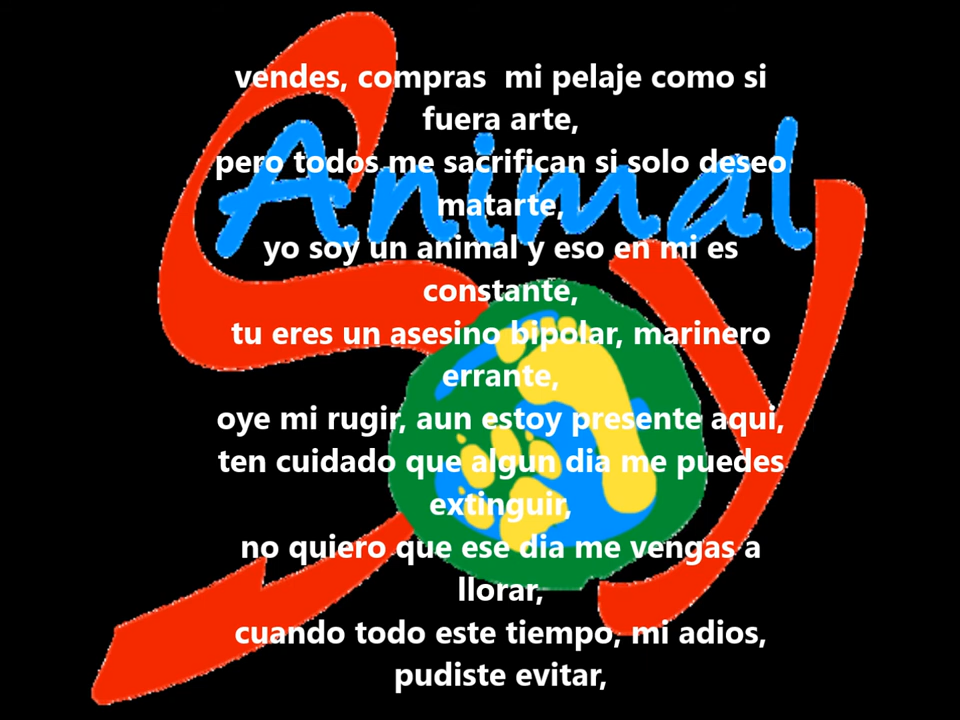 vendes, compras  mi pelaje como si
fuera arte,
pero todos me sacrifican si solo deseo
matarte,
yo soy un animal y eso en mi es
constante,
tu eres un asesino bipolar, marinero
errante,
oye mi rugir, aun estoy presente aqui,
ten cuidado que algun dia me puedes
extinguir,
no quiero que ese dia me vengas a
llorar,
cuando todo este tiempo, mi adios,
pudiste evitar,
Soy
Animal